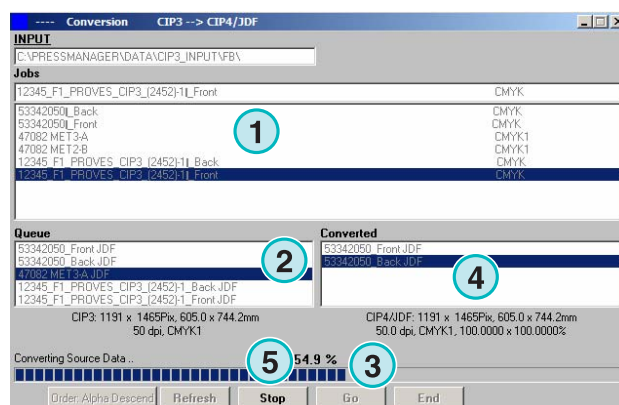 ---- Conversion CIP3 --> CIP4/JDF
INPUT
C:\PRESSMANAGER\DATA\CIP3_INPUT\FB\
Jobs
12345_F1_PROVES_CIP3_(2452)-1|_Front CMYK
53342050|_Back CMYK
53342050|_Front CMYK
47082 MET3-A CMYK1
47082 MET2-B CMYK1
12345_F1_PROVES_CIP3_(2452)-1|_Back CMYK
12345_F1_PROVES_CIP3_(2452)-1|_Front CMYK
1
Queue Converted
53342050_Front.JDF 53342050_Front.JDF
53342050_Back.JDF 53342050_Back.JDF
47082 MET3-A.JDF
12345_F1_PROVES_CIP3_(2452)-1_Back.JDF
12345_F1_PROVES_CIP3_(2452)-1_Front.JDF
2 4
CIP3: 1191 x 1465Pix, 605.0 x 744.2mm CIP4/JDF: 1191 x 1465Pix, 605.0 x 744.2mm
50 dpi, CMYK1 50.0 dpi, CMYK1, 100.0000 x 100.0000%
Converting Source Data .. 5 54.9 % 3
Order: Alpha Descend Refresh Stop Go End